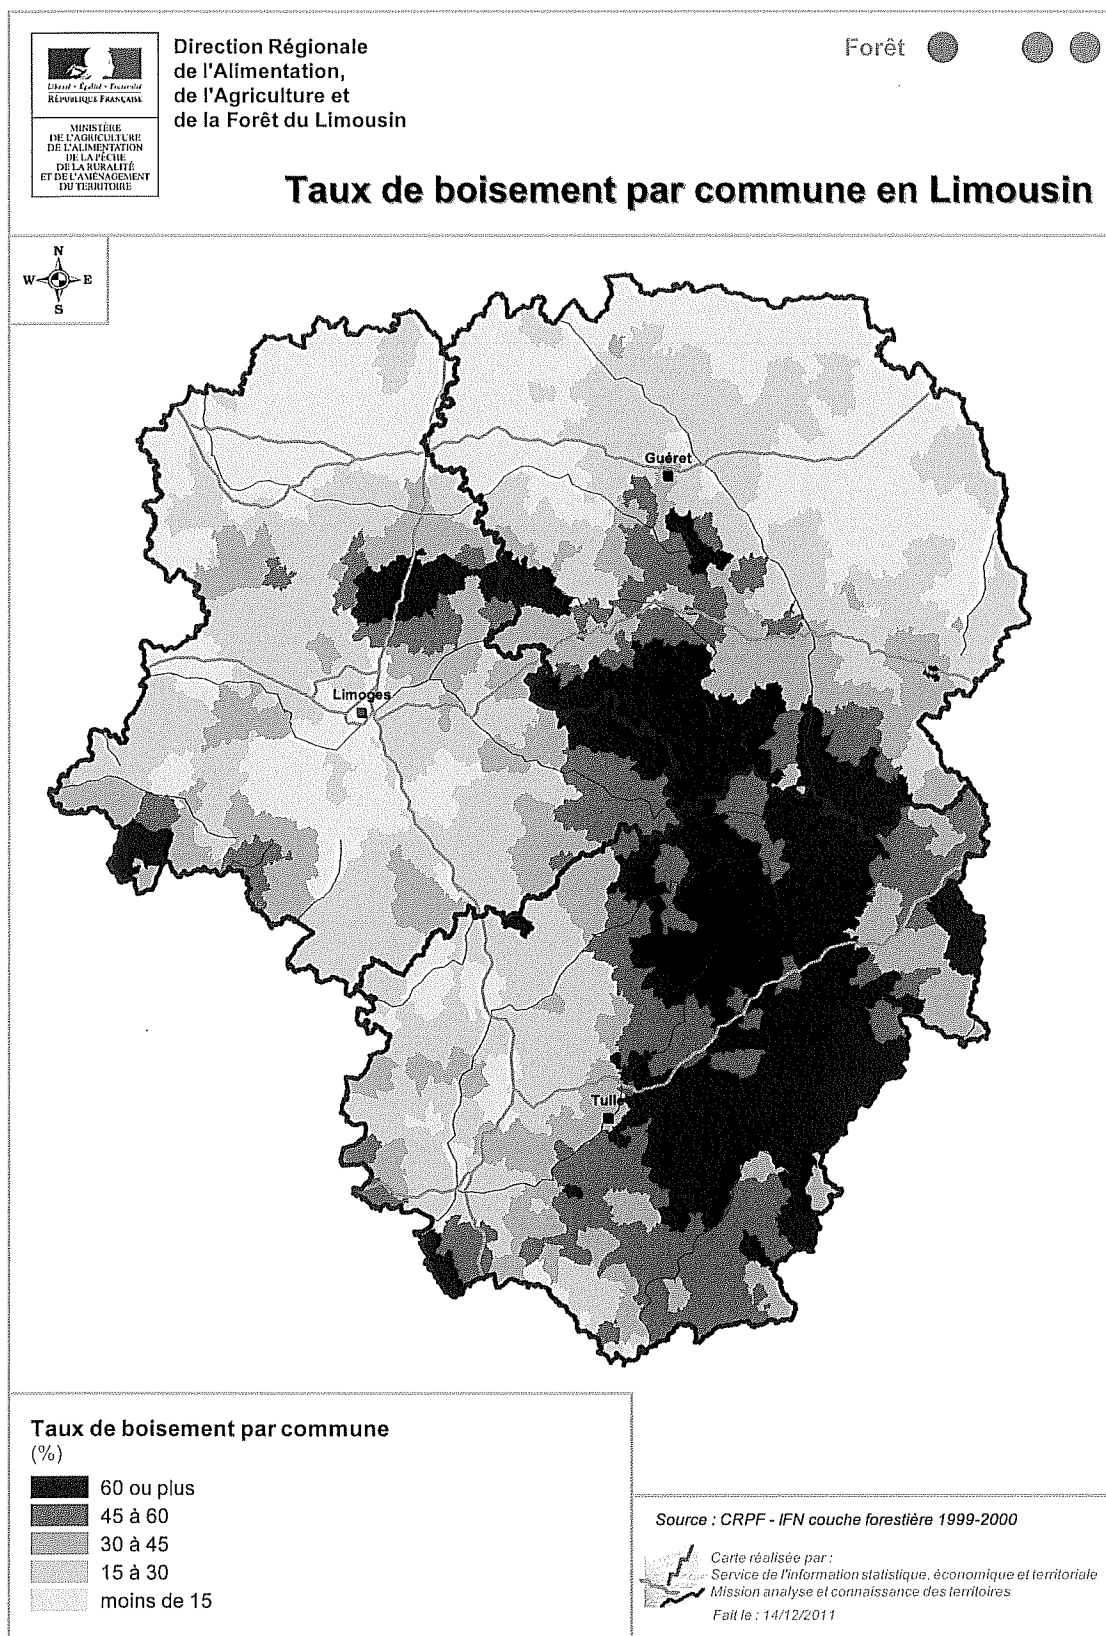 Direction Régionale
de l'Alimentation,
de l'Agriculture et
de la Forêt du Limousin
Forêt
Liberté • Égalité • Fraternité
RÉPUBLIQUE FRANÇAISE
MINISTÈRE
DE L'AGRICULTURE
DE L'ALIMENTATION
DE LA PÊCHE
DE LA RURALITÉ
ET DE L'AMÉNAGEMENT
DU TERRITOIRE
Taux de boisement par commune en Limousin
N
W E
S
Guéret
Limoges
Tulle
Taux de boisement par commune
(%)
60 ou plus
45 à 60
30 à 45
15 à 30
moins de 15
Source : CRPF - IFN couche forestière 1999-2000
Carte réalisée par :
Service de l'information statistique, économique et territoriale
Mission analyse et connaissance des territoires
Fait le : 14/12/2011